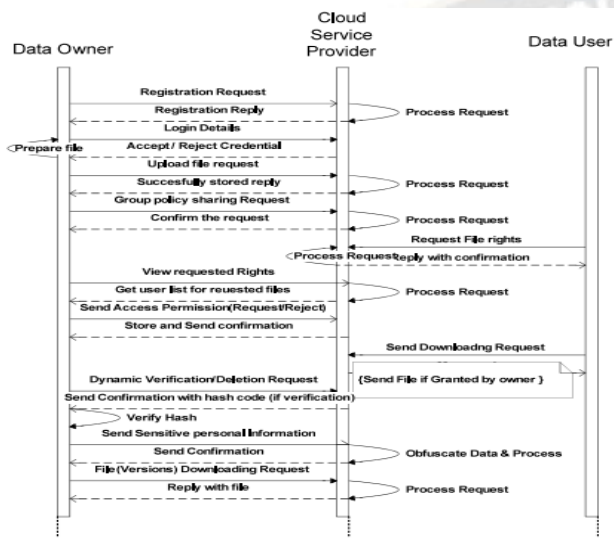 Cloud
Service
Provider
Data Owner
Data User
Registration Request
Registration Reply
Process Request
Login Details
Prepare file
Accept / Reject Credential
Upload file request
Succesfully stored reply
Process Request
Group policy sharing Request
Confirm the request
Process Request
Request File rights
Process Request
Reply with confirmation
View requested Rights
Get user list for reuested files
Process Request
Send Access Permission(Request/Reject)
Store and Send confirmation
Send Downloadng Request
{Send File if Granted by owner }
Dynamic Verification/Deletion Request
Send Confirmation with hash code (if verification)
Verify Hash
Send Sensitive personal Information
Send Confirmation
Obfuscate Data & Process
File(Versions) Downloading Request
Reply with file
Process Request